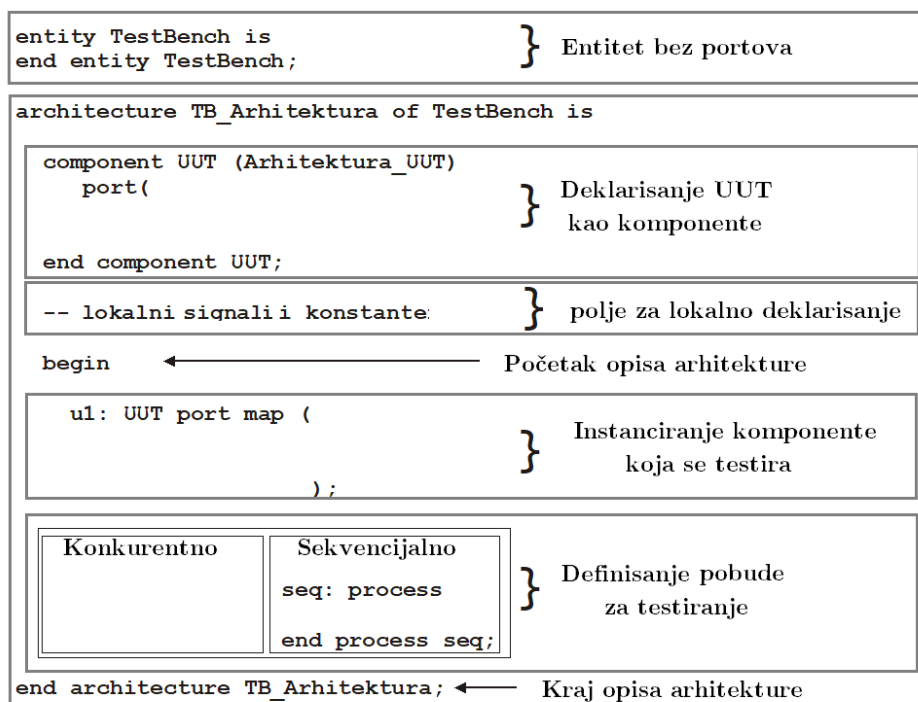 entity TestBench is
end entity TestBench;
} Entitet bez portova
architecture TB_Arhitektura of TestBench is
component UUT (Arhitektura_UUT)
port(
end component UUT;
} Deklarisanje UUT
kao komponente
-- lokalni signali i konstante:
} polje za lokalno deklarisanje
begin
Početak opisa arhitekture
u1: UUT port map (
);
} Instanciranje komponente
koja se testira
Konkurentno
Sekvencijalno
seq: process
end process seq;
} Definisanje pobude
za testiranje
end architecture TB_Arhitektura;
Kraj opisa arhitekture